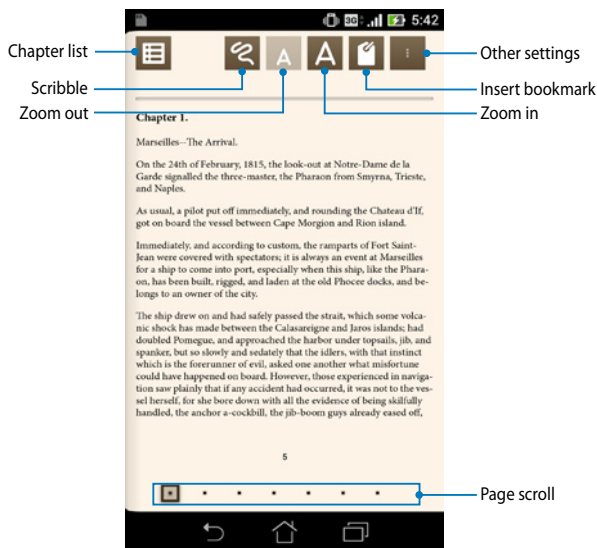 3G 5:42
Chapter list
Other settings
Scribble
Insert bookmark
Zoom out
Zoom in
A
A
Chapter 1.
Marseilles--The Arrival.
On the 24th of February, 1815, the look-out at Notre-Dame de la
Garde signalled the three-master, the Pharaon from Smyrna, Trieste,
and Naples.
As usual, a pilot put off immediately, and rounding the Chateau d'If,
got on board the vessel between Cape Morgion and Rion island.
Immediately, and according to custom, the ramparts of Fort Saint-
Jean were covered with spectators; it is always an event at Marseilles
for a ship to come into port, especially when this ship, like the Phara-
on, has been built, rigged, and laden at the old Phocee docks, and be-
longs to an owner of the city.
The ship drew on and had safely passed the strait, which some volca-
nic shock has made between the Calasareigne and Jaros islands; had
doubled Pomegue, and approached the harbor under topsails, jib, and
spanker, but so slowly and sedately that the idlers, with that instinct
which is the forerunner of evil, asked one another what misfortune
could have happened on board. However, those experienced in naviga-
tion saw plainly that if any accident had occurred, it was not to the ves-
sel herself, for she bore down with all the evidence of being skilfully
handled, the anchor a-cockbill, the jib-boom guys already eased off,
5
Page scroll